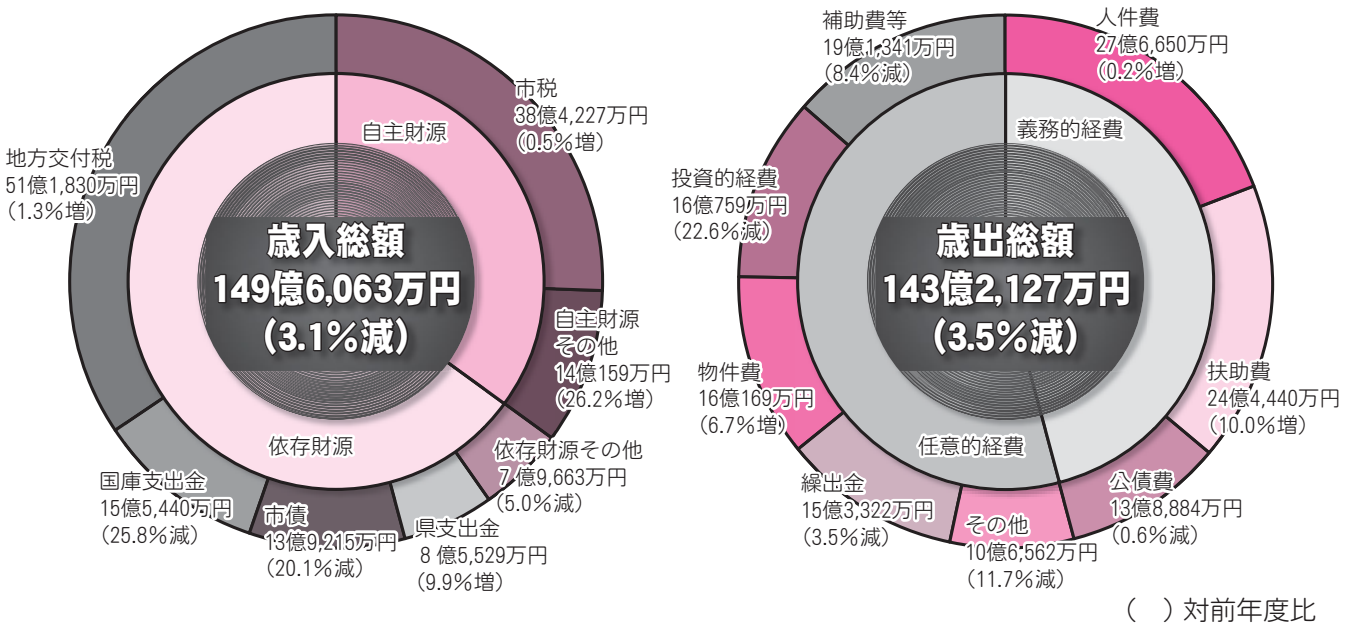 歳入総額
149億6,063万円
(3.1%減)
自主財源
依存財源
市税
38億4,227万円
(0.5%増)
自主財源
その他
14億159万円
(26.2%増)
依存財源その他
7億9,663万円
(5.0%減)
県支出金
8億5,529万円
(9.9%増)
市債
13億9,215万円
(20.1%減)
国庫支出金
15億5,440万円
(25.8%減)
地方交付税
51億1,830万円
(1.3%増)
歳出総額
143億2,127万円
(3.5%減)
義務的経費
任意的経費
人件費
27億6,650万円
(0.2%増)
扶助費
24億4,440万円
(10.0%増)
公債費
13億8,884万円
(0.6%減)
その他
10億6,562万円
(11.7%減)
繰出金
15億3,322万円
(3.5%減)
物件費
16億169万円
(6.7%増)
投資的経費
16億759万円
(22.6%減)
補助費等
19億1,341万円
(8.4%減)
( )対前年度比